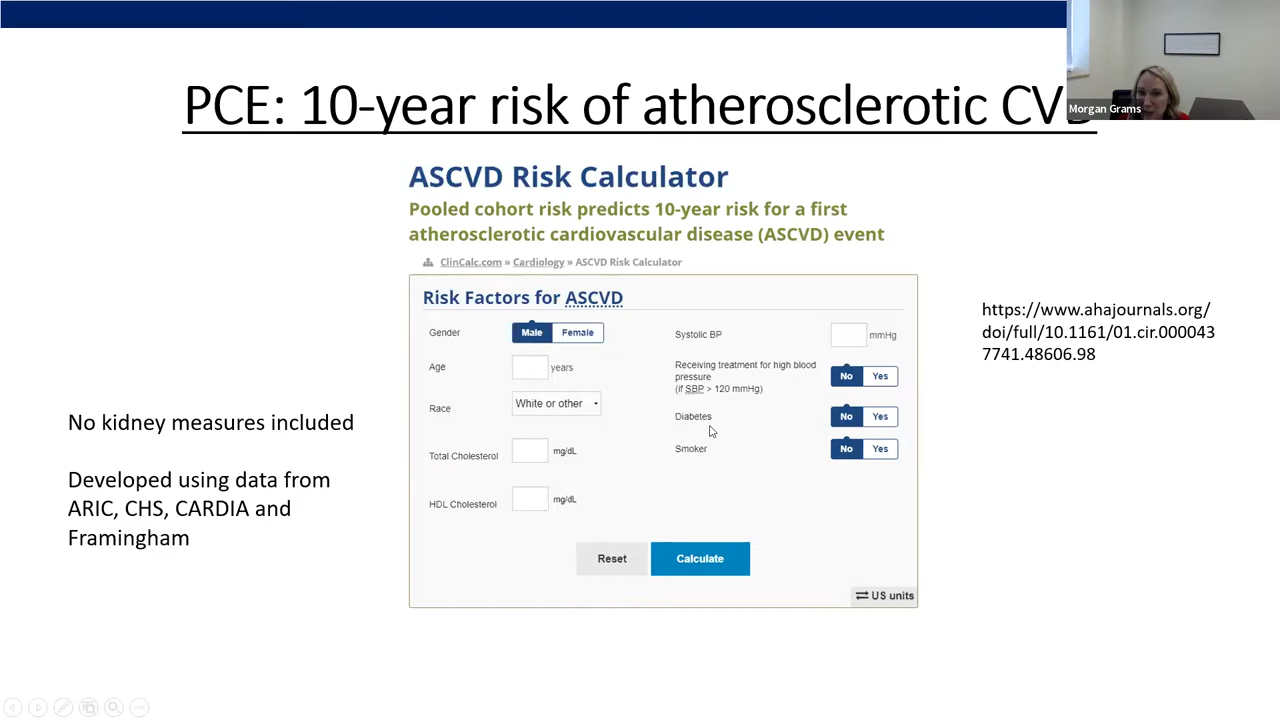 PCE: 10-year risk of atherosclerotic CVD
Morgan Grams
ASCVD Risk Calculator
Pooled cohort risk predicts 10-year risk for a first
atherosclerotic cardiovascular disease (ASCVD) event
ClinCalc.com » Cardiology » ASCVD Risk Calculator
Risk Factors for ASCVD
Gender
Male Female
Age
years
Race
White or other
Total Cholesterol
mg/dL
HDL Cholesterol
mg/dL
Systolic BP
mmHg
Receiving treatment for high blood
pressure
(if SBP > 120 mmHg)
No Yes
Diabetes
No Yes
Smoker
No Yes
Reset
Calculate
US units
https://www.ahajournals.org/
doi/full/10.1161/01.cir.000043
7741.48606.98
No kidney measures included
Developed using data from
ARIC, CHS, CARDIA and
Framingham